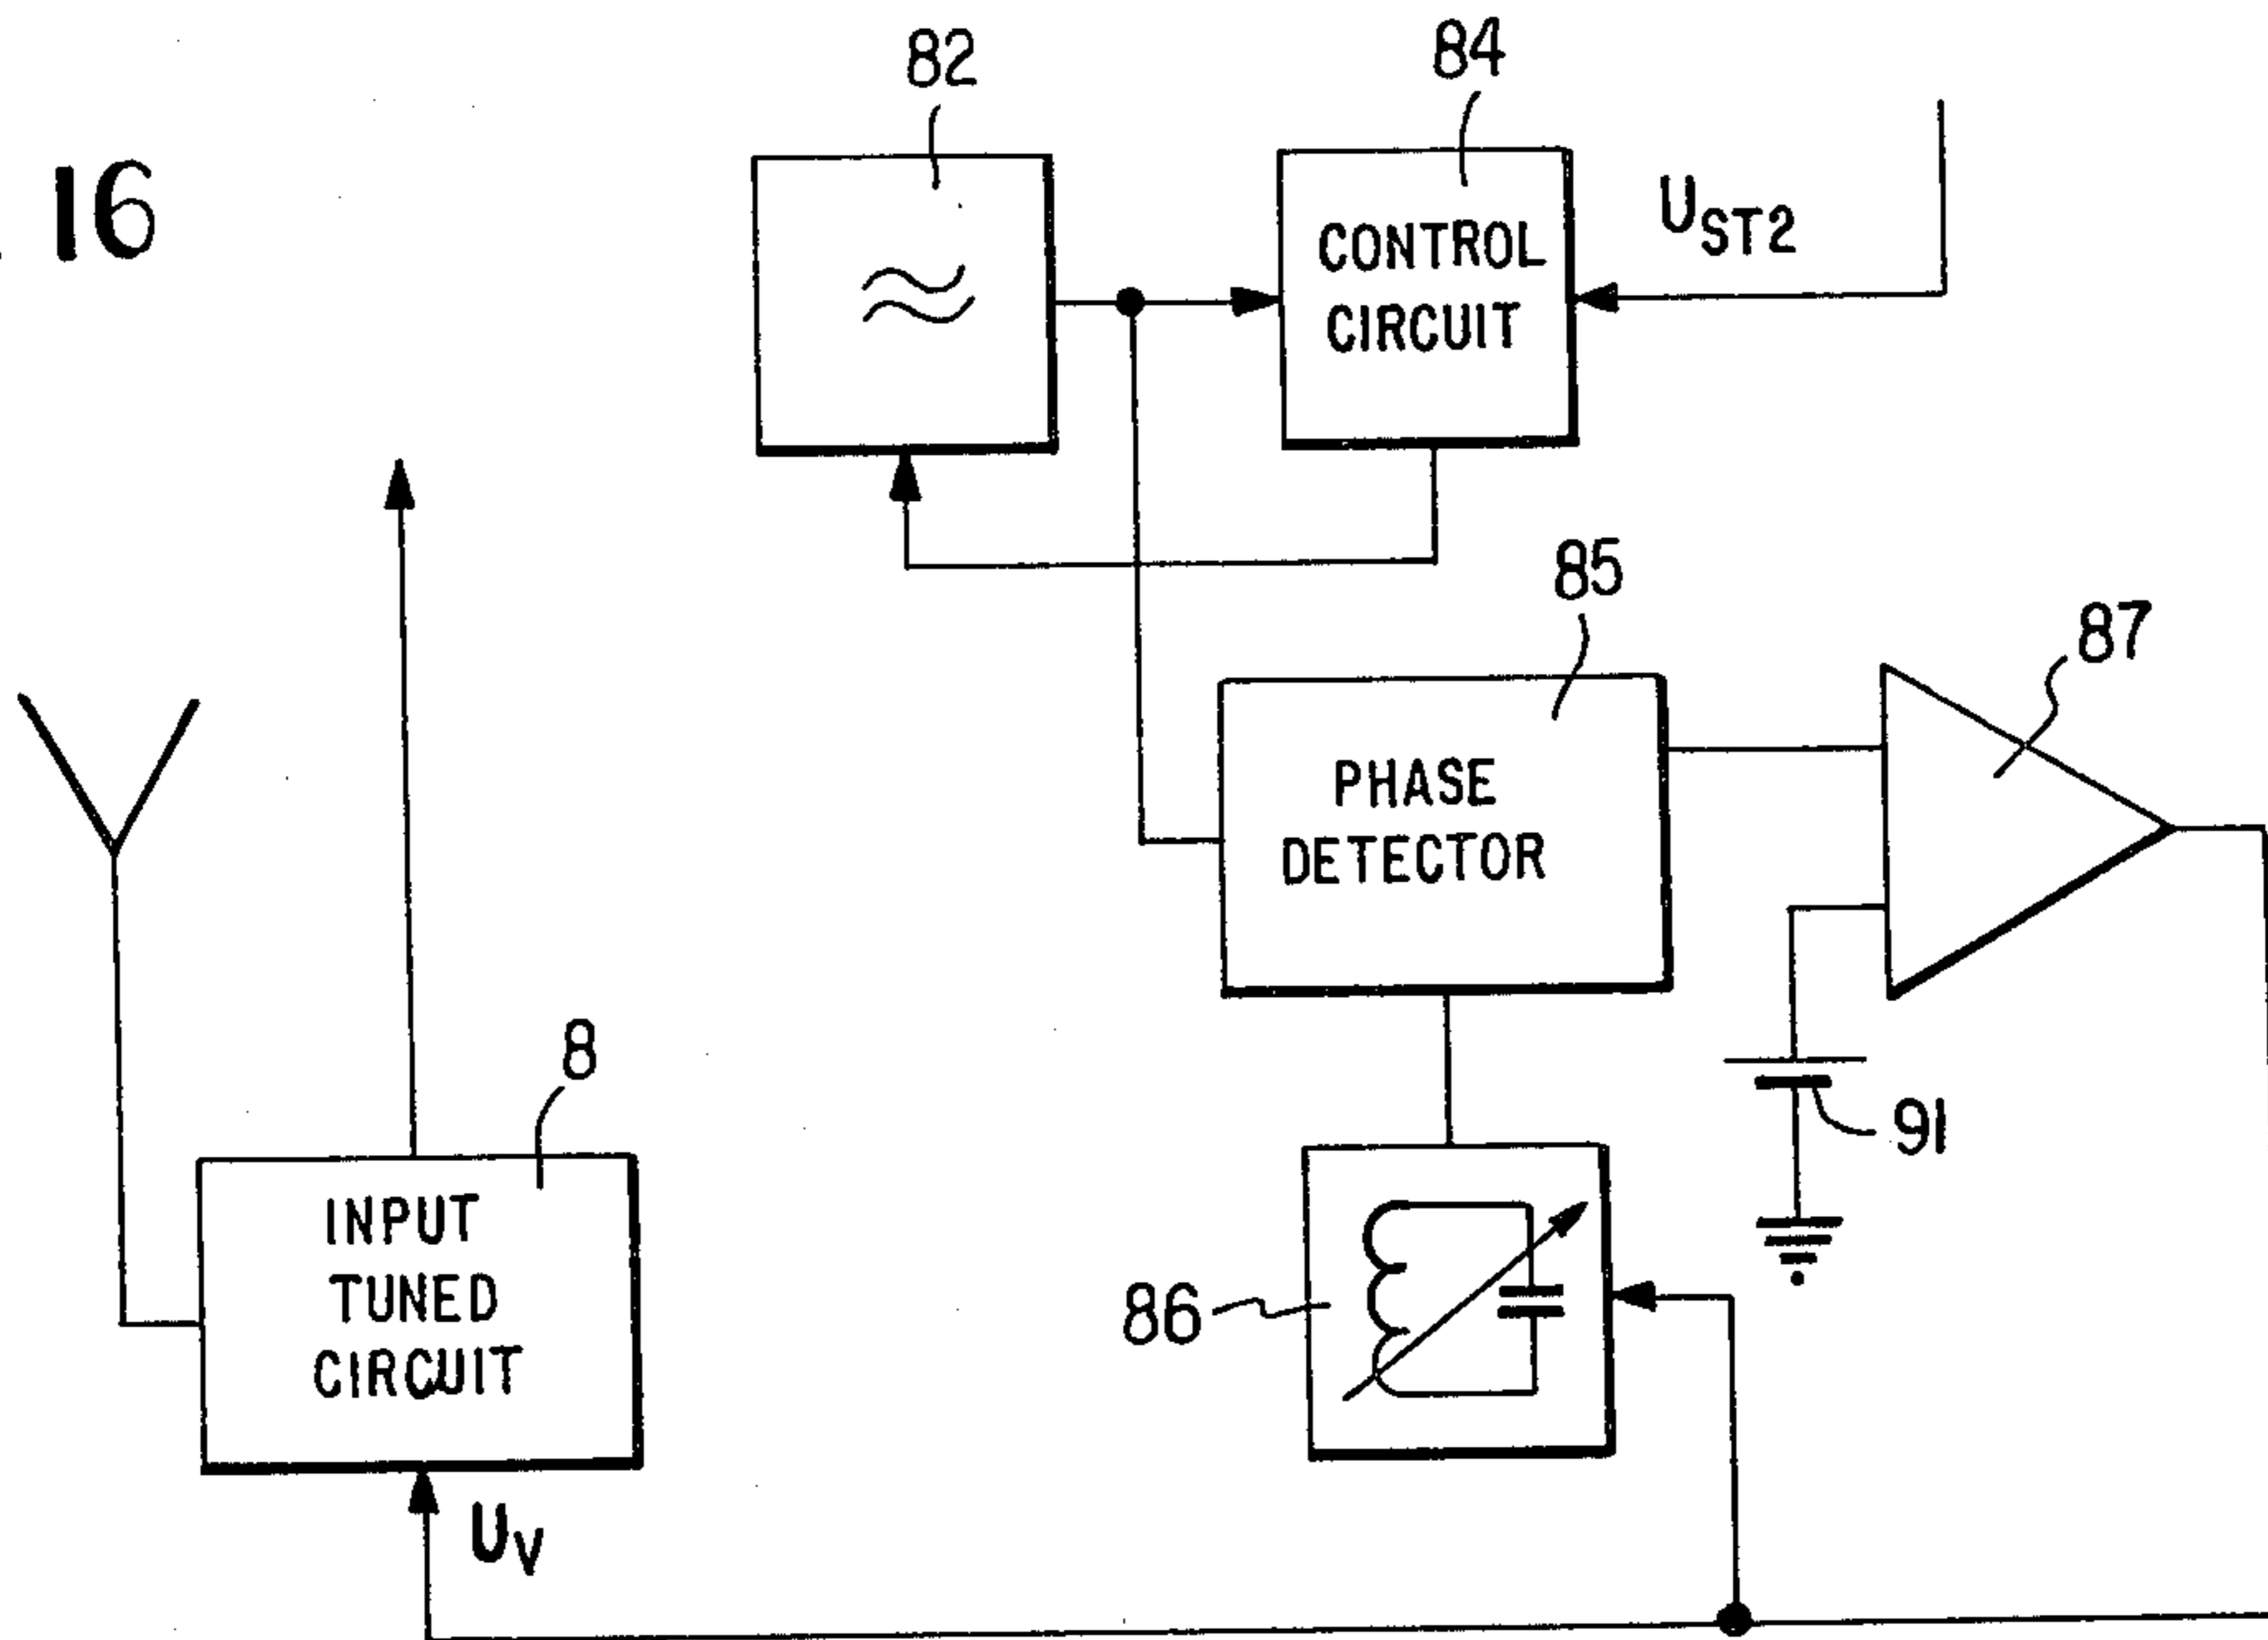 16
82
84
CONTROL
CIRCUIT
UST2
85
87
PHASE
DETECTOR
91
8
INPUT
TUNED
CIRCUIT
86
UV